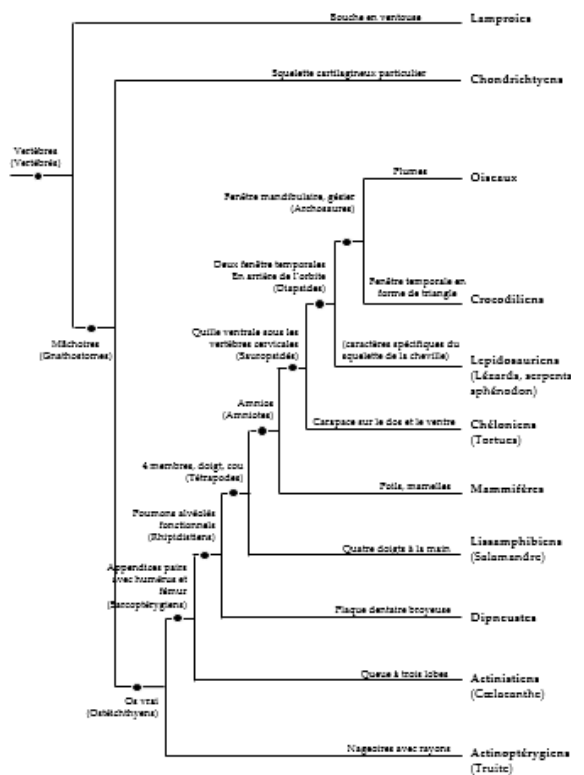 Bouche en ventouse
Lamproies
Squelette cartilagineux particulier
Chondrichtyens
Vertèbres
(Vertébrés)
Plumes
Oiseaux
Fenêtre mandibulaire, gésier
(Archosaures)
Deux fenêtre temporales
En arrière de l'orbite
(Diapsides)
Fenêtre temporale en
forme de triangle
Crocodiliens
Mâchoires
(Gnathostomes)
Quille ventrale sous les
vertèbres cervicales
(Sauropsidés)
(caractères spécifiques du
squelette de la cheville)
Lepidosauriens
(Lézards, serpents
sphénodon)
Amnios
(Amniotes)
Carapace sur le dos et le ventre
Chéloniens
(Tortues)
4 membres, doigt, cou
(Tétrapodes)
Poils, mamelles
Mammifères
Poumons alvéolés
fonctionnels
(Rhipidistiens)
Quatre doigts à la main
Lissamphibiens
(Salamandre)
Appendices pairs
avec humérus et
fémur
(Sarcoptérygiens)
Plaque dentaire broyeuse
Dipneustes
Queue à trois lobes
Actinistiens
(Cœlacanthe)
Os vrai
(Ostéichthyens)
Nageoires avec rayons
Actinoptérygiens
(Truite)